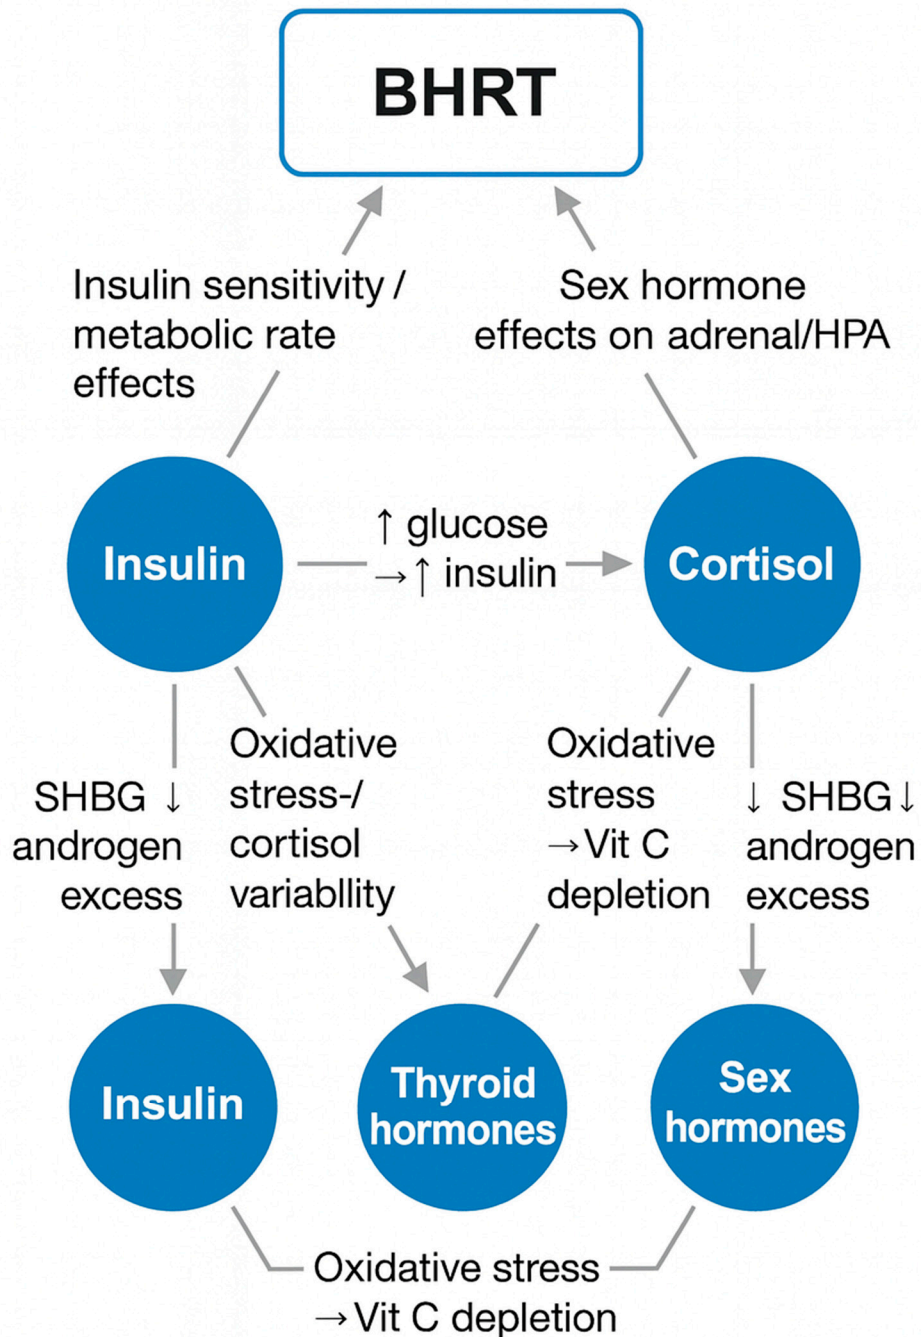 BHRT
Insulin sensitivity /
metabolic rate
effects
Sex hormone
effects on adrenal/HPA
Insulin
↑ glucose
→↑ insulin
Cortisol
SHBG ↓
androgen
excess
Oxidative
stress-/
cortisol
variabllity
Oxidative
stress
→Vit C
depletion
↓ SHBG↓
androgen
excess
Insulin
Thyroid
hormones
Sex
hormones
Oxidative stress
→Vit C depletion